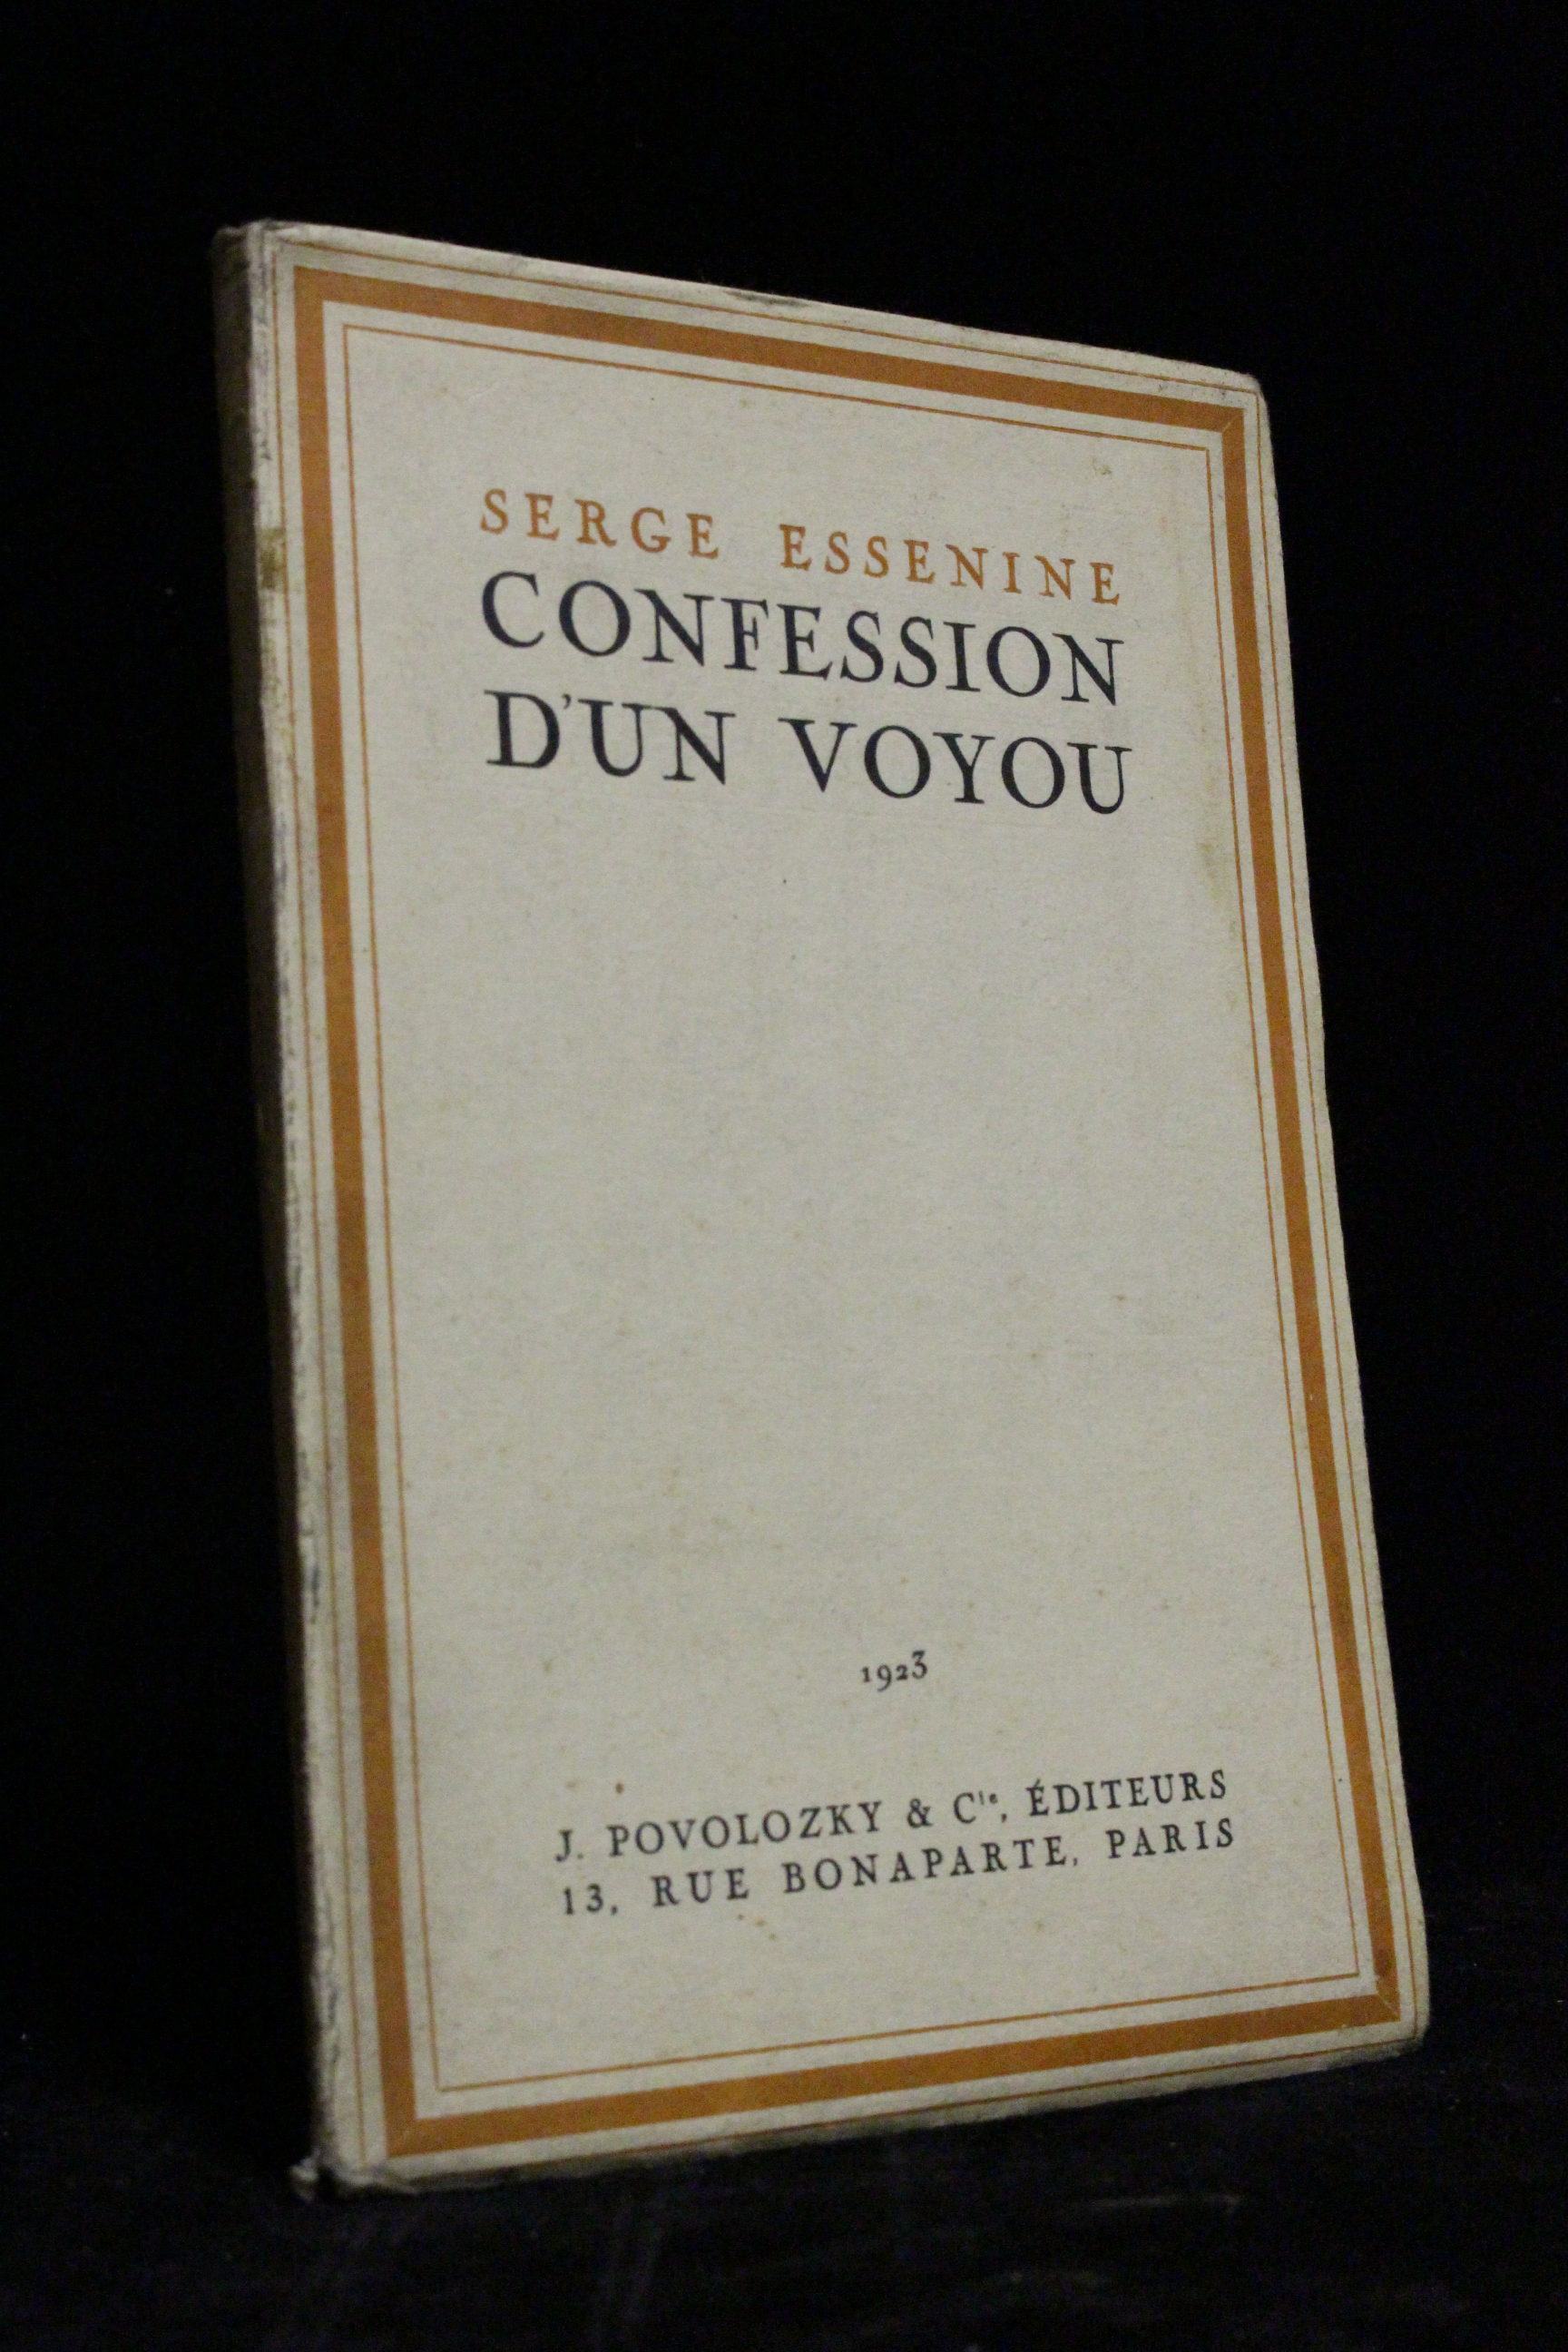 SERGE ESSENINE
CONFESSION
D'UN VOYOU
1923
J. POVOLOZKY & Cie, ÉDITEURS
13, RUE BONAPARTE, PARIS